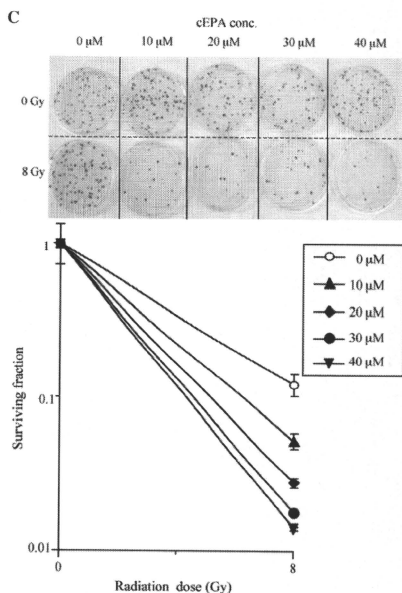 C
cEPA conc.
0 μM 10 μM 20 μM 30 μM 40 μM
0 Gy
8 Gy
1
0.1
0.01
Surviving fraction
0 μM
10 μM
20 μM
30 μM
40 μM
0 8
Radiation dose (Gy)